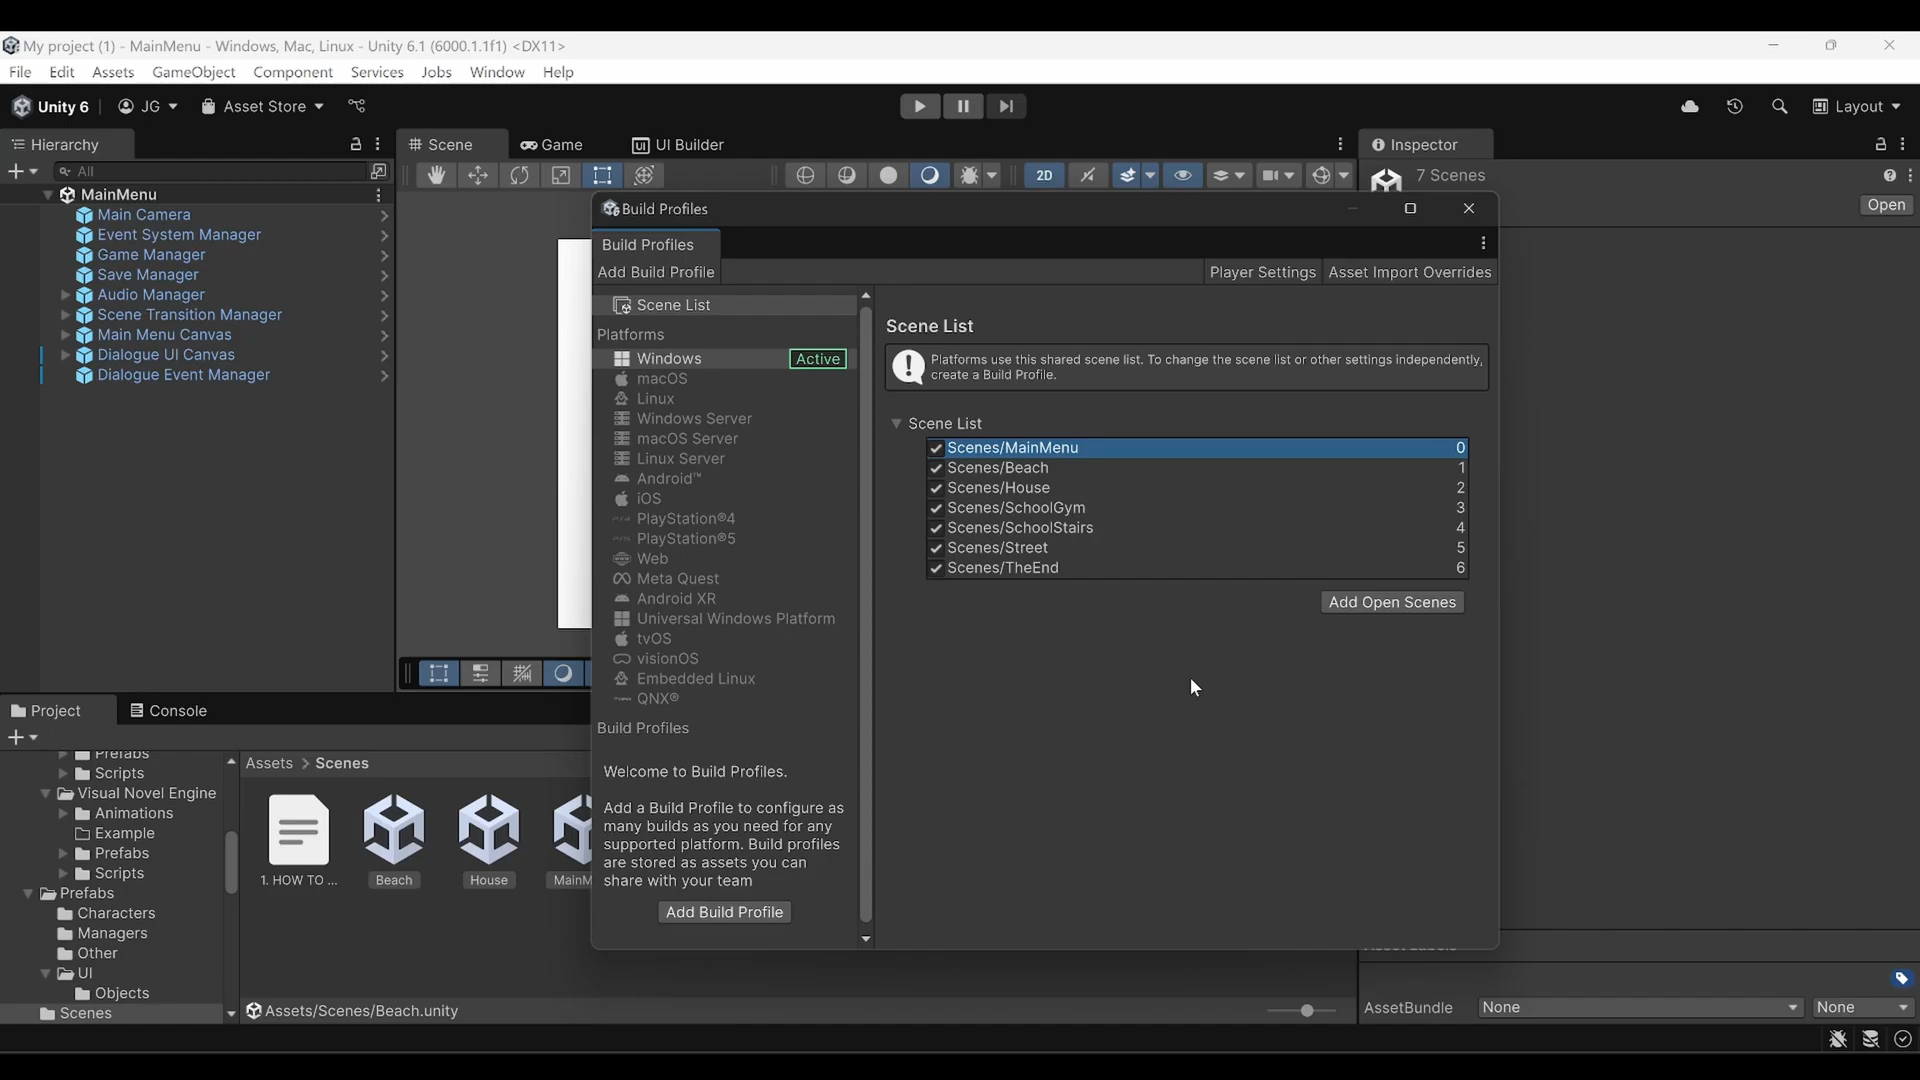 My project (1) - MainMenu - Windows, Mac, Linux - Unity 6.1 (6000.1.1f1) <DX11>
File Edit Assets GameObject Component Services Jobs Window Help
Unity 6 JG Asset Store Layout
Hierarchy
Scene Game UI Builder
Inspector
All
2D
7 Scenes
Open
MainMenu
Main Camera
Event System Manager
Game Manager
Save Manager
Audio Manager
Scene Transition Manager
Main Menu Canvas
Dialogue UI Canvas
Dialogue Event Manager
Build Profiles
Build Profiles
Add Build Profile
Player Settings Asset Import Overrides
Scene List
Platforms
Windows Active
macOS
Linux
Windows Server
macOS Server
Linux Server
Android™
iOS
PlayStation®4
PlayStation®5
Web
Meta Quest
Android XR
Universal Windows Platform
tvOS
visionOS
Embedded Linux
QNX®
Build Profiles
Welcome to Build Profiles.
Add a Build Profile to configure as
many builds as you need for any
supported platform. Build profiles
are stored as assets you can
share with your team
Add Build Profile
Scene List
Platforms use this shared scene list. To change the scene list or other settings independently,
create a Build Profile.
Scene List
Scenes/MainMenu 0
Scenes/Beach 1
Scenes/House 2
Scenes/SchoolGym 3
Scenes/SchoolStairs 4
Scenes/Street 5
Scenes/TheEnd 6
Add Open Scenes
Project Console
Prefabs
Scripts
Visual Novel Engine
Animations
Example
Prefabs
Scripts
Prefabs
Characters
Managers
Other
UI
Objects
Scenes
Assets > Scenes
1. HOW TO ...
Beach
House
MainM
Assets/Scenes/Beach.unity
AssetBundle None None